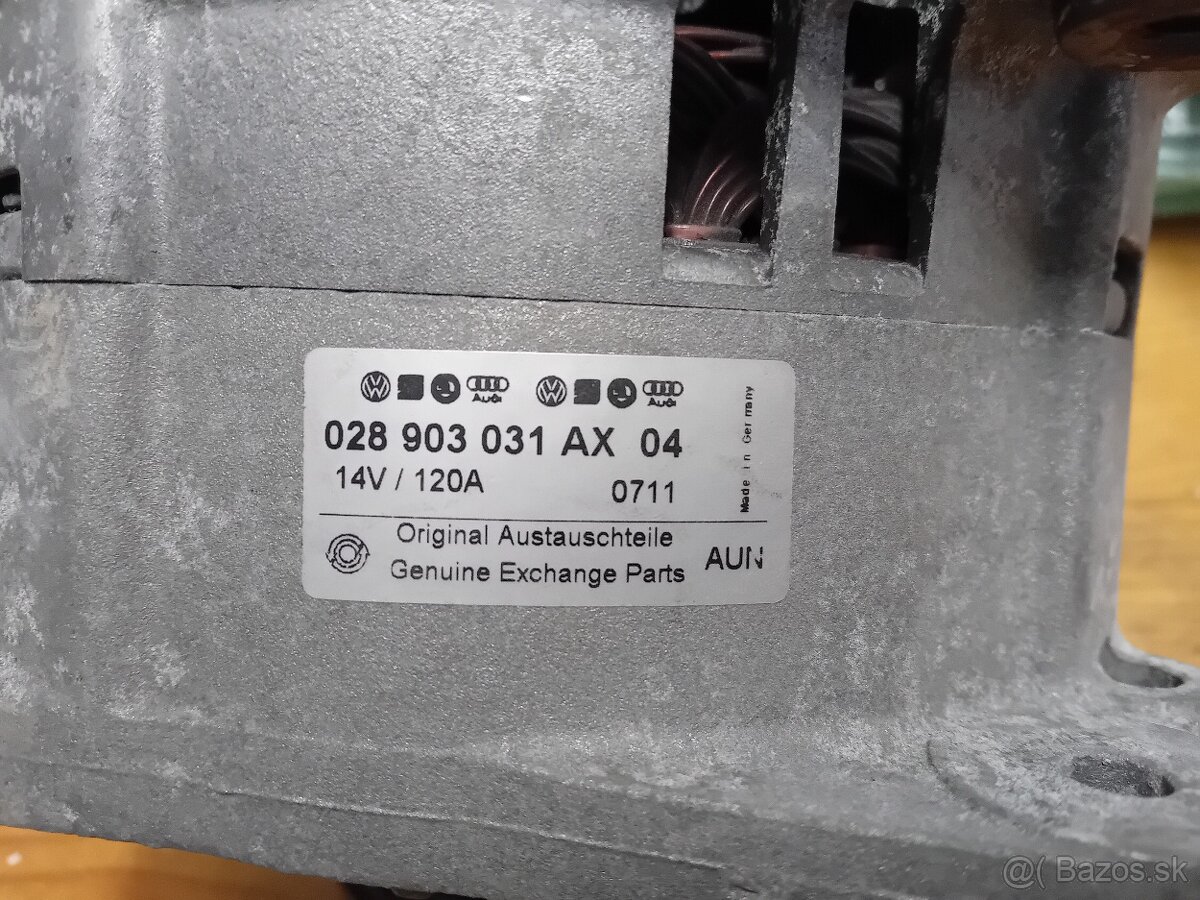 Audi Audi
028 903 031 AX 04
14V / 120A 0711
Made in Germany
Original Austauschteile
Genuine Exchange Parts
AUN
@( Bazos.sk